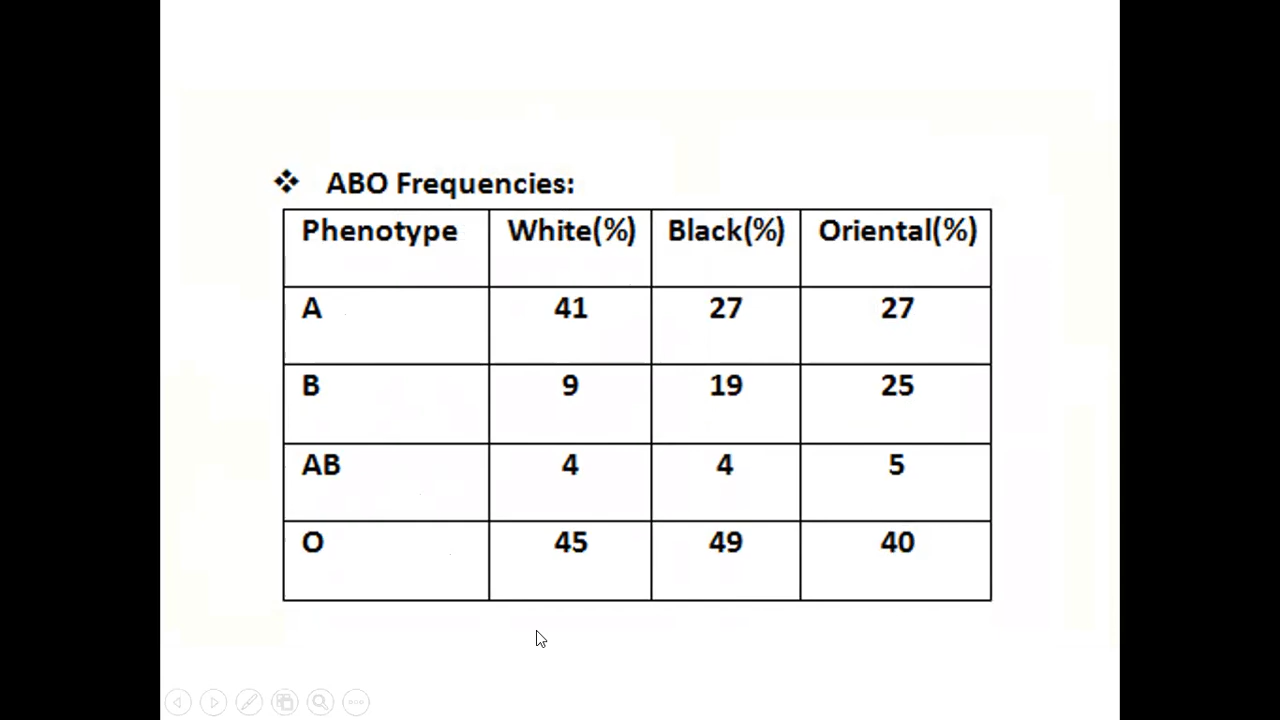 ABO Frequencies:
Phenotype White(%) Black(%) Oriental(%)
A 41 27 27
B 9 19 25
AB 4 4 5
O 45 49 40